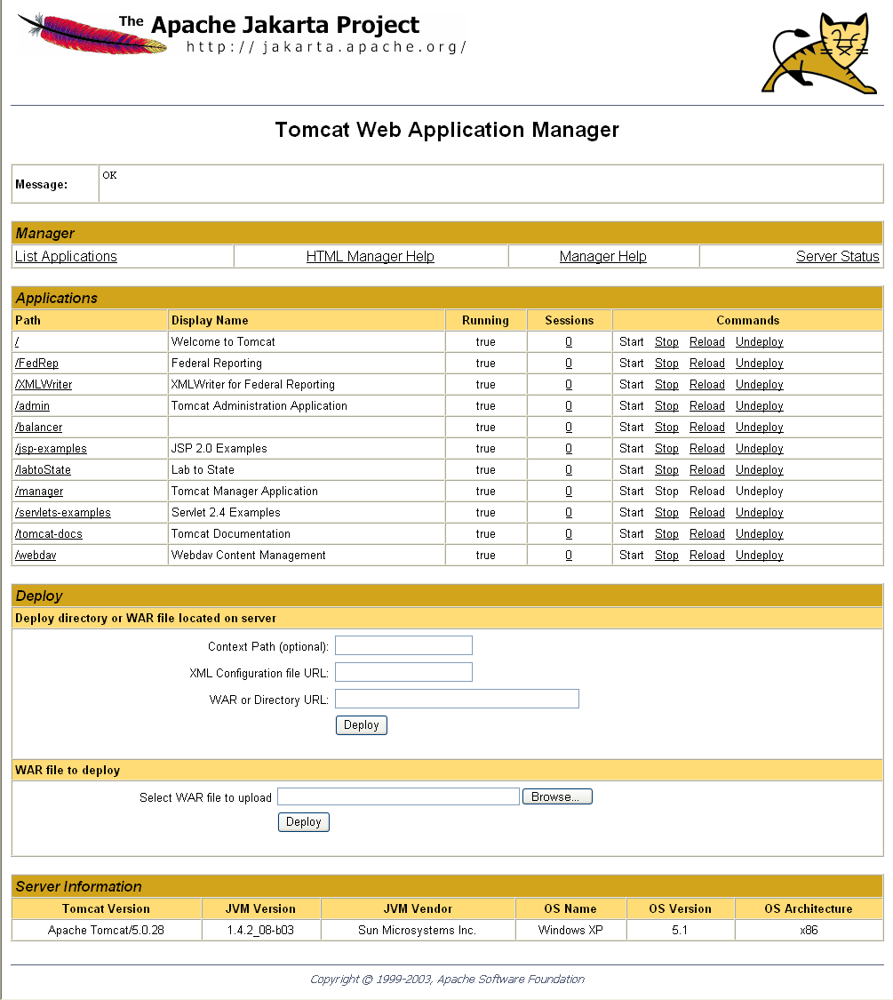 The Apache Jakarta Project
http://jakarta.apache.org/
Tomcat Web Application Manager
Message: OK
Manager
List Applications HTML Manager Help Manager Help Server Status
Applications
Path Display Name Running Sessions Commands
/ Welcome to Tomcat true 0 Start Stop Reload Undeploy
/FedRep Federal Reporting true 0 Start Stop Reload Undeploy
/XMLWriter XMLWriter for Federal Reporting true 0 Start Stop Reload Undeploy
/admin Tomcat Administration Application true 0 Start Stop Reload Undeploy
/balancer true 0 Start Stop Reload Undeploy
/jsp-examples JSP 2.0 Examples true 0 Start Stop Reload Undeploy
/labtoState Lab to State true 0 Start Stop Reload Undeploy
/manager Tomcat Manager Application true 0 Start Stop Reload Undeploy
/servlets-examples Servlet 2.4 Examples true 0 Start Stop Reload Undeploy
/tomcat-docs Tomcat Documentation true 0 Start Stop Reload Undeploy
/webdav Webdav Content Management true 0 Start Stop Reload Undeploy
Deploy
Deploy directory or WAR file located on server
Context Path (optional):
XML Configuration file URL:
WAR or Directory URL:
Deploy
WAR file to deploy
Select WAR file to upload Browse...
Deploy
Server Information
Tomcat Version JVM Version JVM Vendor OS Name OS Version OS Architecture
Apache Tomcat/5.0.28 1.4.2_08-b03 Sun Microsystems Inc. Windows XP 5.1 x86
Copyright © 1999-2003, Apache Software Foundation